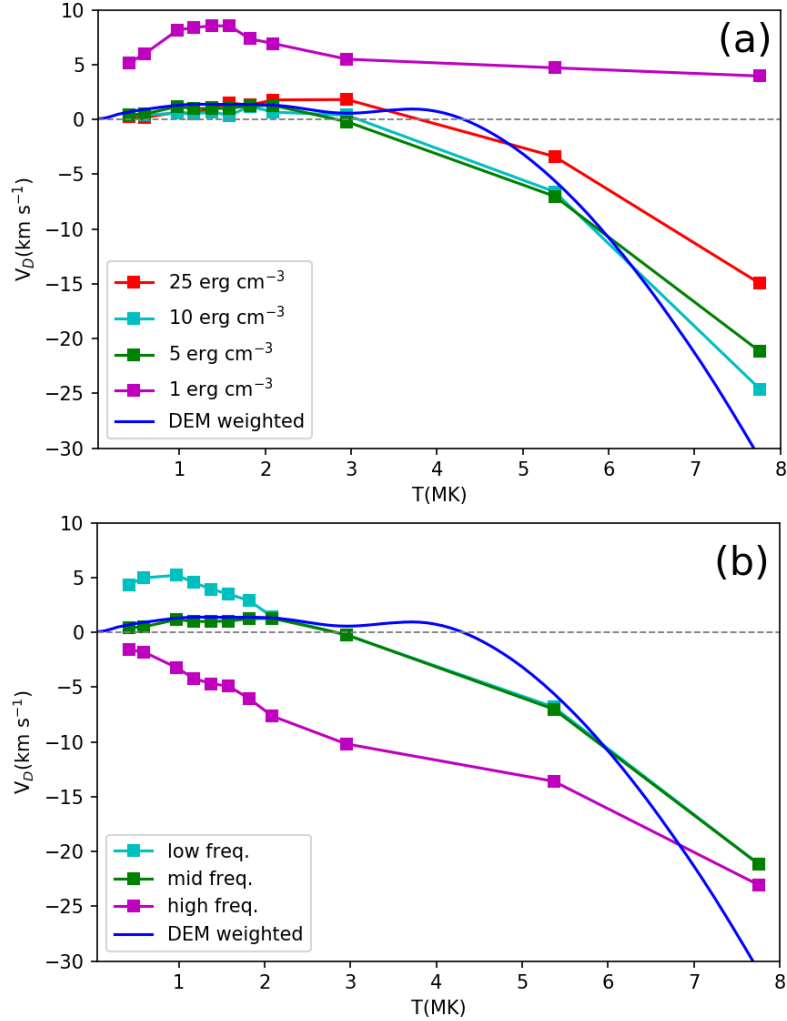 10
5
0
−5
−10
−15
−20
−25
−30
V_D(km s⁻¹)
(a)
25 erg cm⁻³
10 erg cm⁻³
5 erg cm⁻³
1 erg cm⁻³
DEM weighted
1 2 3 4 5 6 7 8
T(MK)
10
5
0
−5
−10
−15
−20
−25
−30
V_D(km s⁻¹)
(b)
low freq.
mid freq.
high freq.
DEM weighted
1 2 3 4 5 6 7 8
T(MK)